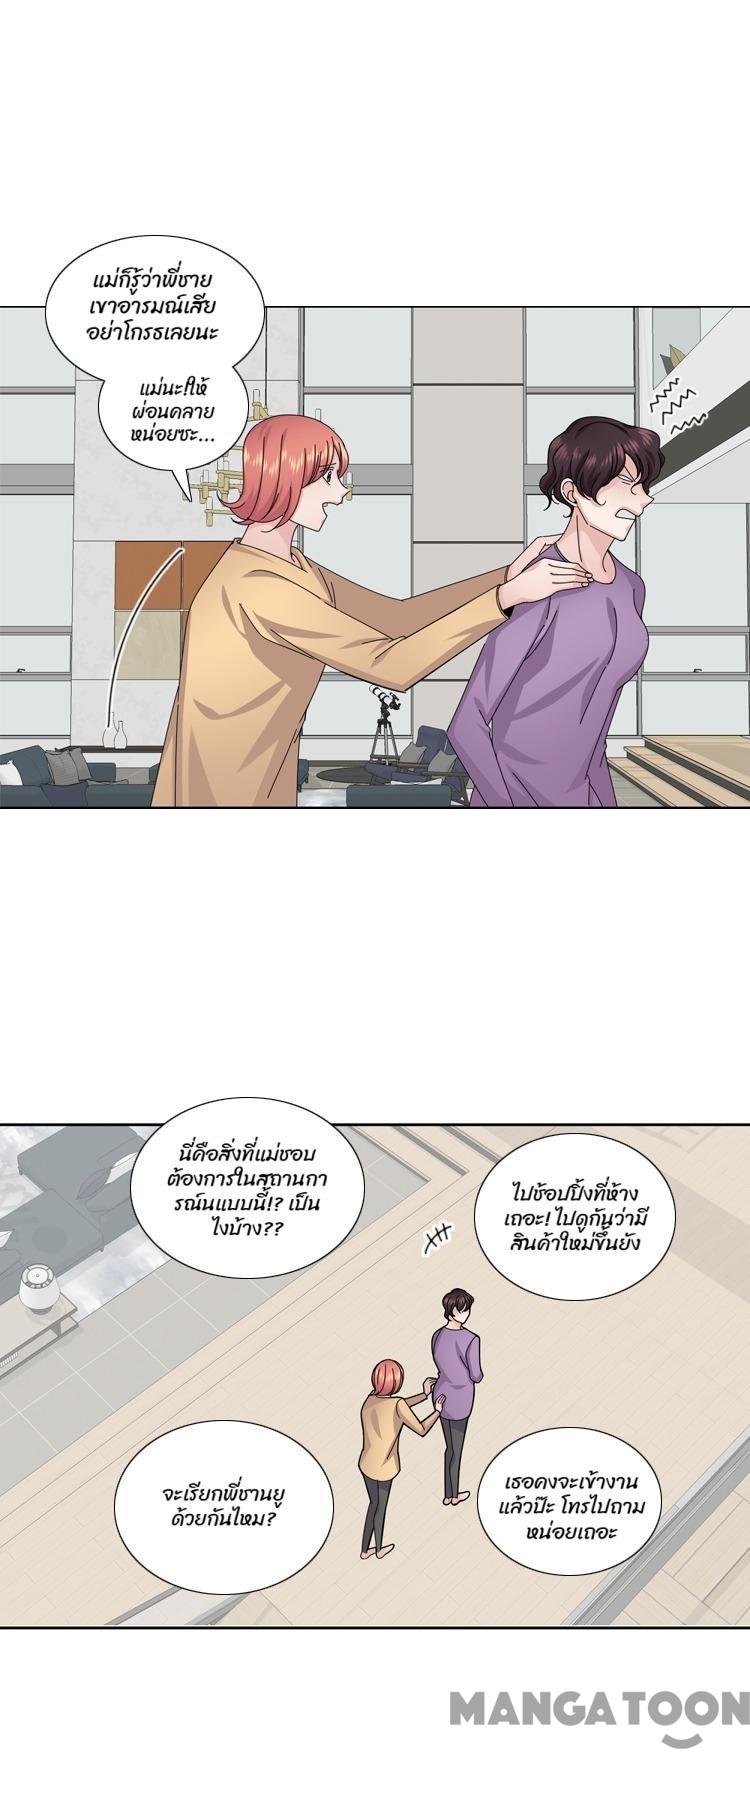 แม่ก็รู้ว่าพี่ชาย
เขาอารมณ์เสีย
อย่าโกรธเลยนะ
แม่นะ!ให้
ผ่อนคลาย
หน่อยซะ...
นี่คือสิ่งที่แม่ชอบ
ต้องการในสถานกา
รณ์นแบบนี้!? เป็น
ไงบ้าง??
ไปช้อปปิ้งที่ห้าง
เถอะ! ไปดูกันว่ามี
สินค้าใหม่ขึ้นยัง
จะเรียกพี่ชานยู
ด้วยกันไหม?
เธอคงจะเข้างาน
แล้วป๊ะ โทรไปถาม
หน่อยเถอะ
MANGATOON